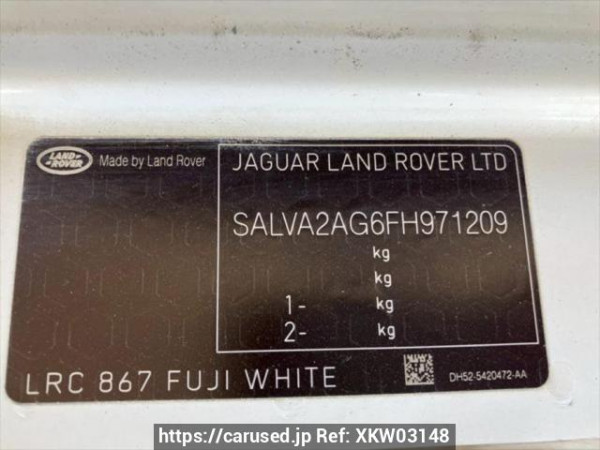 LAND ROVER
Made by Land Rover
JAGUAR LAND ROVER LTD
SALVA2AG6FH971209
kg
kg
1- kg
2- kg
LRC 867 FUJI WHITE
DH52-5420472-AA
https://carused.jp Ref: XKW03148